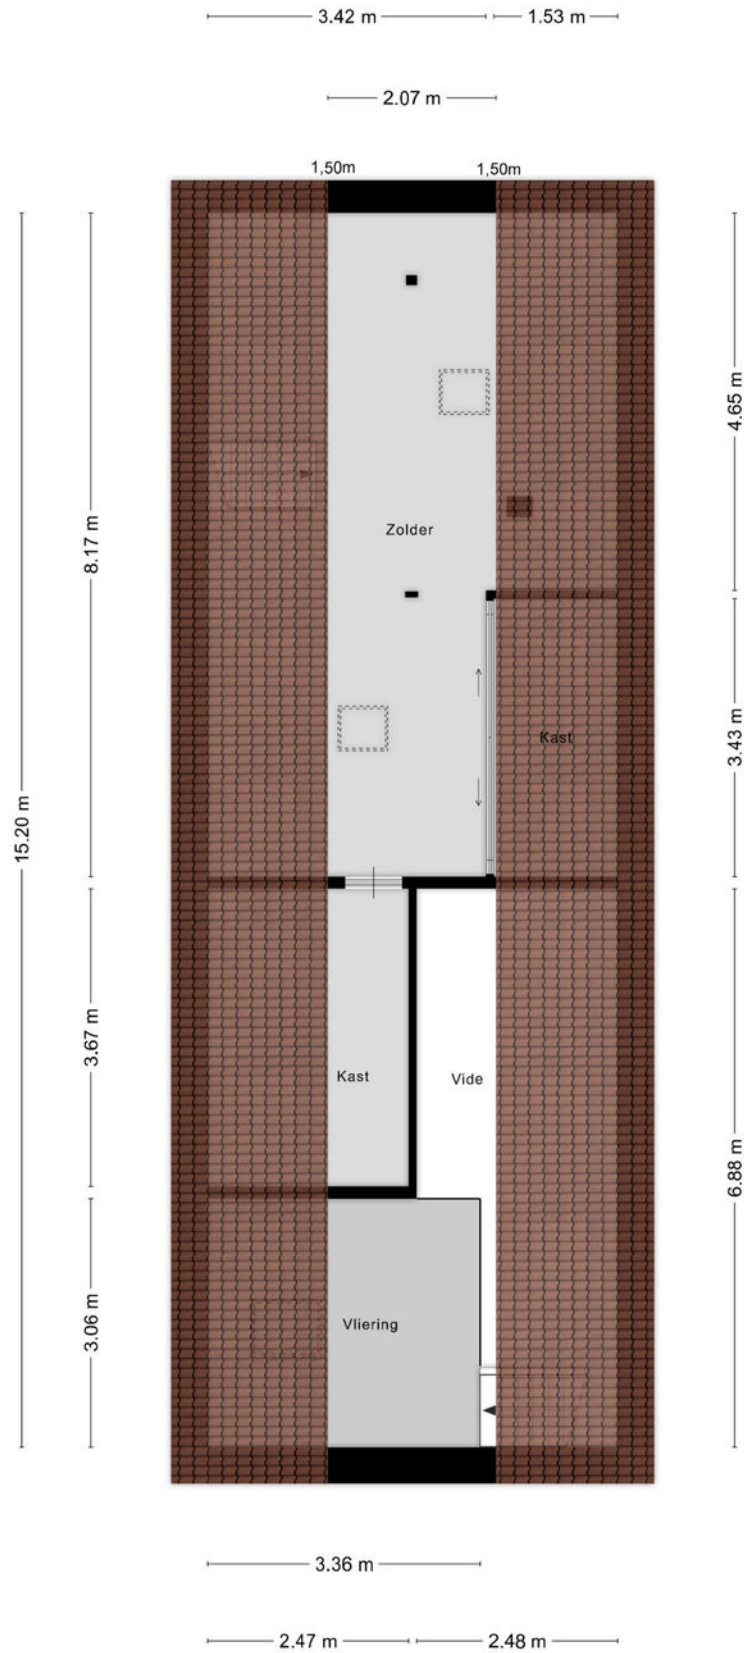 3.42 m
1.53 m
2.07 m
1,50m
1,50m
4.65 m
8.17 m
Zolder
Kast
3.43 m
15.20 m
3.67 m
Kast
Vide
6.88 m
3.06 m
Vliering
3.36 m
2.47 m
2.48 m